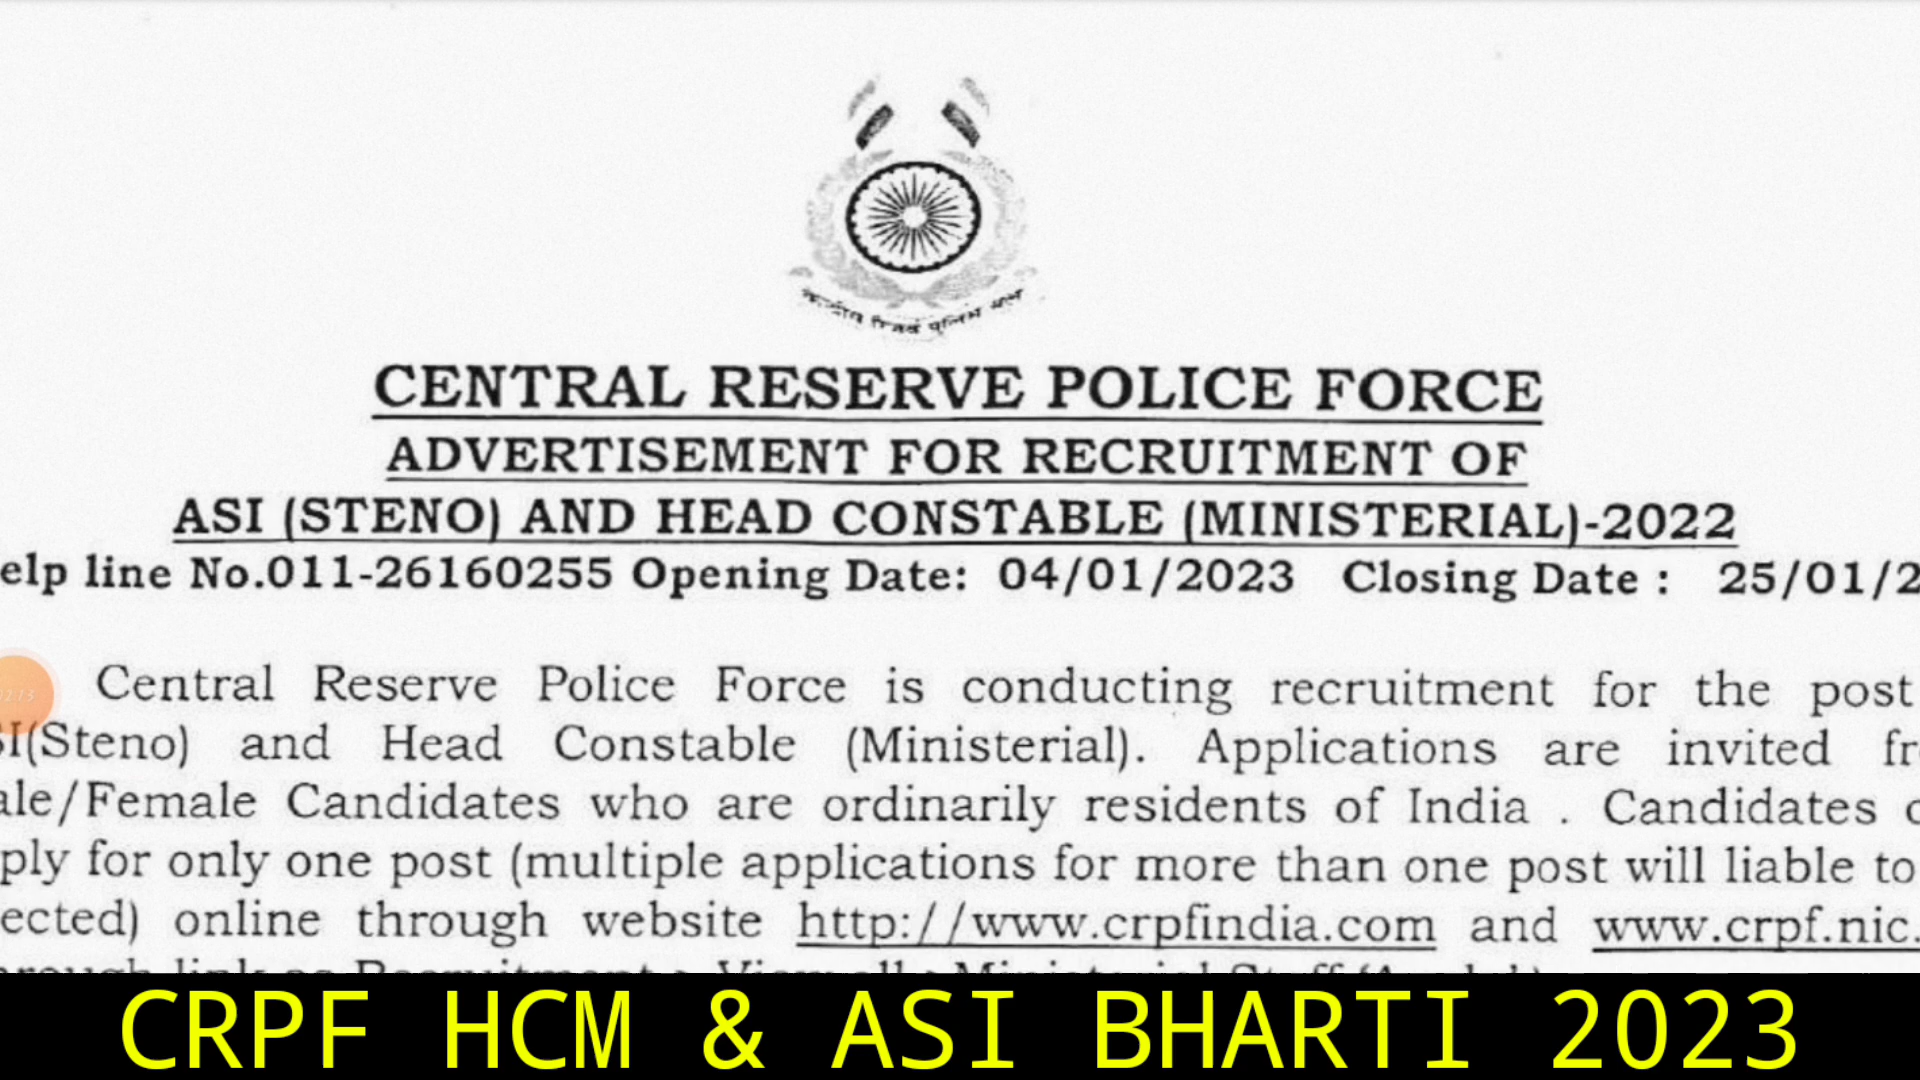 CENTRAL RESERVE POLICE FORCE
ADVERTISEMENT FOR RECRUITMENT OF
ASI (STENO) AND HEAD CONSTABLE (MINISTERIAL)-2022
elp line No.011-26160255 Opening Date: 04/01/2023 Closing Date : 25/01/2
Central Reserve Police Force is conducting recruitment for the post
SI(Steno) and Head Constable (Ministerial). Applications are invited fr
ale/Female Candidates who are ordinarily residents of India . Candidates c
ply for only one post (multiple applications for more than one post will liable to
ected) online through website http://www.crpfindia.com and www.crpf.nic.
CRPF HCM & ASI BHARTI 2023